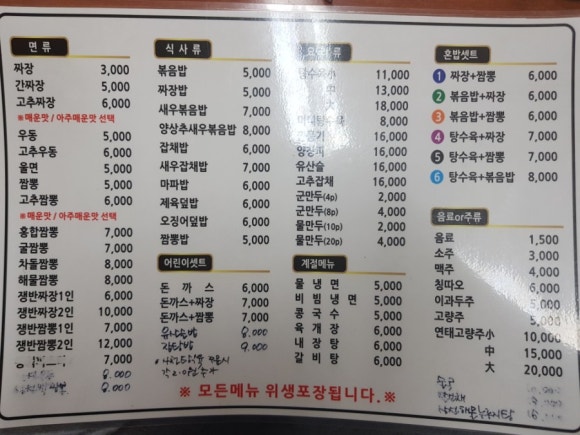 면 류
짜장 3,000
간짜장 5,000
고추짜장 6,000
※매운맛 / 아주매운맛 선택
우동 5,000
고추우동 6,000
울면 5,000
짬뽕 5,000
고추짬뽕 6,000
※매운맛 / 아주매운맛 선택
홍합짬뽕 7,000
굴짬뽕 7,000
차돌짬뽕 8,000
해물짬뽕 8,000
쟁반짜장1인 6,000
쟁반짜장2인 10,000
쟁반짬뽕1인 7,000
쟁반짬뽕2인 12,000
7,000
8.000
8.000
식 사 류
볶음밥 5,000
짜장밥 5,000
새우볶음밥 7,000
양상추새우볶음밥 8,000
잡채밥 6,000
새우잡채밥 7,000
마파밥 6,000
제육덮밥 6,000
오징어덮밥 6,000
짬뽕밥 5,000
어린이셋트
돈 까 스 6,000
돈까스+짜장 7,000
돈까스+짬뽕 7,000
유산슬밥 8.000
잡탕밥 9.000
류
小 11,000
中 13,000
大 18,000
8,000
16,000
16,000
유산슬 16,000
고추잡채 16,000
군만두(4p) 2,000
군만두(8p) 4,000
물만두(10p) 2,000
물만두(20p) 4,000
계절메뉴
물 냉 면 5,000
비 빔 냉 면 5,000
콩 국 수 5,000
육 개 장 6,000
내 장 탕 6,000
갈 비 탕 6,000
혼밥셋트
1 짜장+짬뽕 6,000
2 볶음밥+짜장 6,000
3 볶음밥+짬뽕 6,000
4 탕수육+짜장 7,000
5 탕수육+짬뽕 7,000
6 탕수육+볶음밥 8,000
음료or주류
음료 1,500
소주 3,000
맥주 4,000
칭따오 6,000
이과두주 5,000
고량주 5,000
연태고량주小 10,000
中 15,000
大 20,000
※ 모든메뉴 위생포장됩니다.※